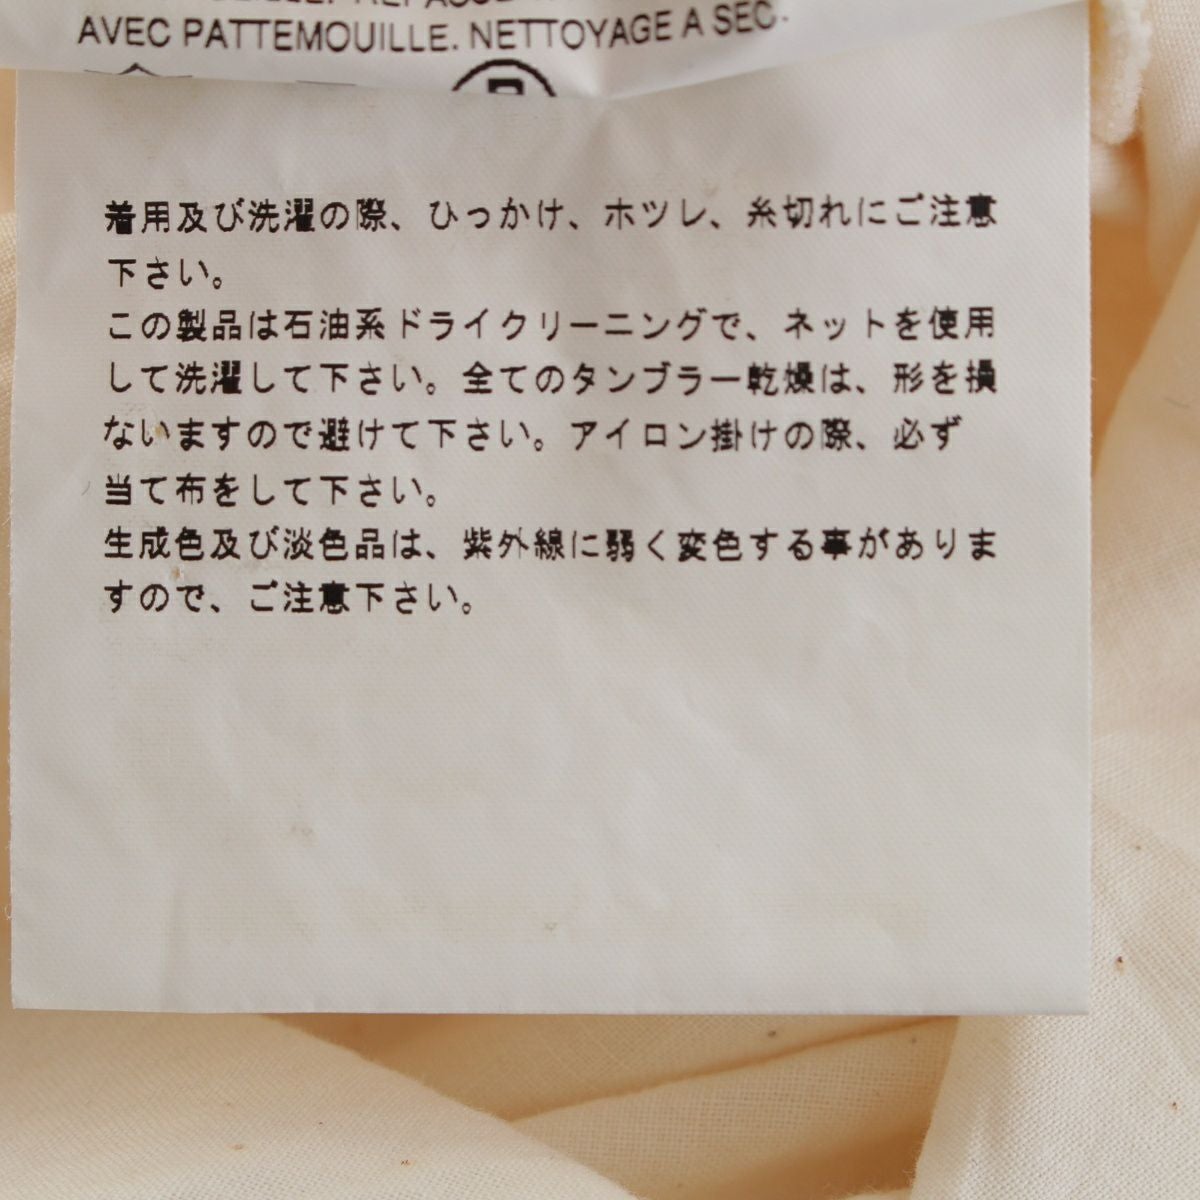 AVEC PATTEMOUILLE. NETTOYAGE A SEC.
着用及び洗濯の際、ひっかけ、ホツレ、糸切れにご注意
下さい。
この製品は石油系ドライクリーニングで、ネットを使用
して洗濯して下さい。全てのタンブラー乾燥は、形を損
ないますので避けて下さい。アイロン掛けの際、必ず
当て布をして下さい。
生成色及び淡色品は、紫外線に弱く変色する事がありま
すので、ご注意下さい。